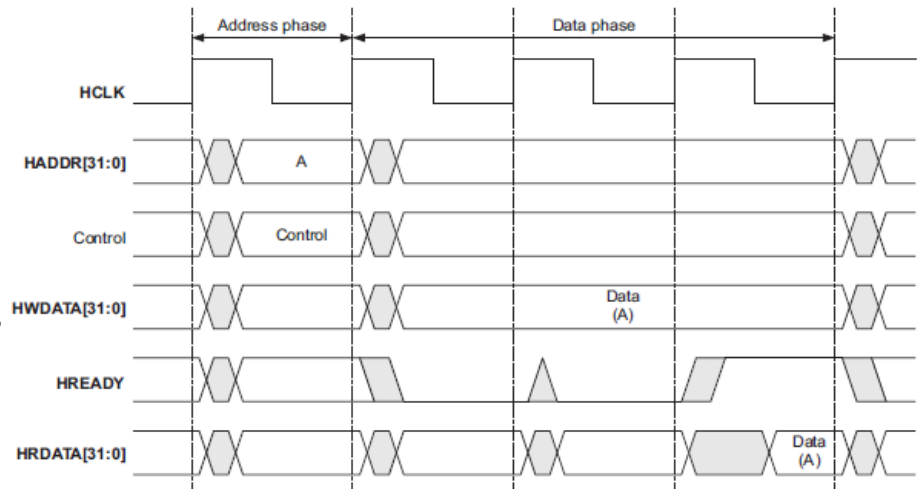 Address phase
Data phase
HCLK
HADDR[31:0]
A
Control
Control
HWDATA[31:0]
Data
(A)
HREADY
HRDATA[31:0]
Data
(A)